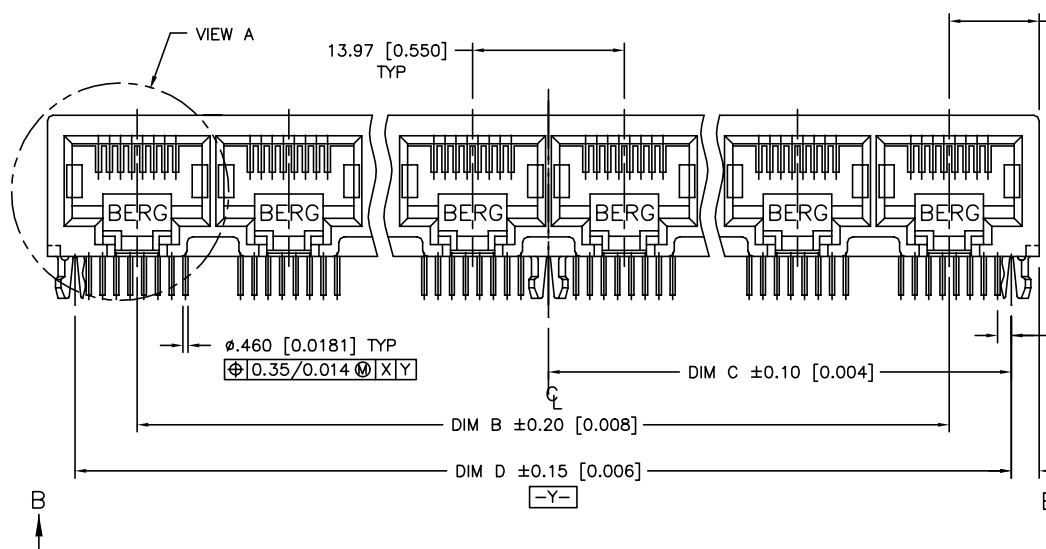 VIEW A
13.97 [0.550]
TYP
BERG BERG BERG BERG BERG BERG
ø.460 [0.0181] TYP
⌖ 0.35/0.014 Ⓜ X Y
DIM C ±0.10 [0.004]
℄
DIM B ±0.20 [0.008]
DIM D ±0.15 [0.006]
-Y-
B